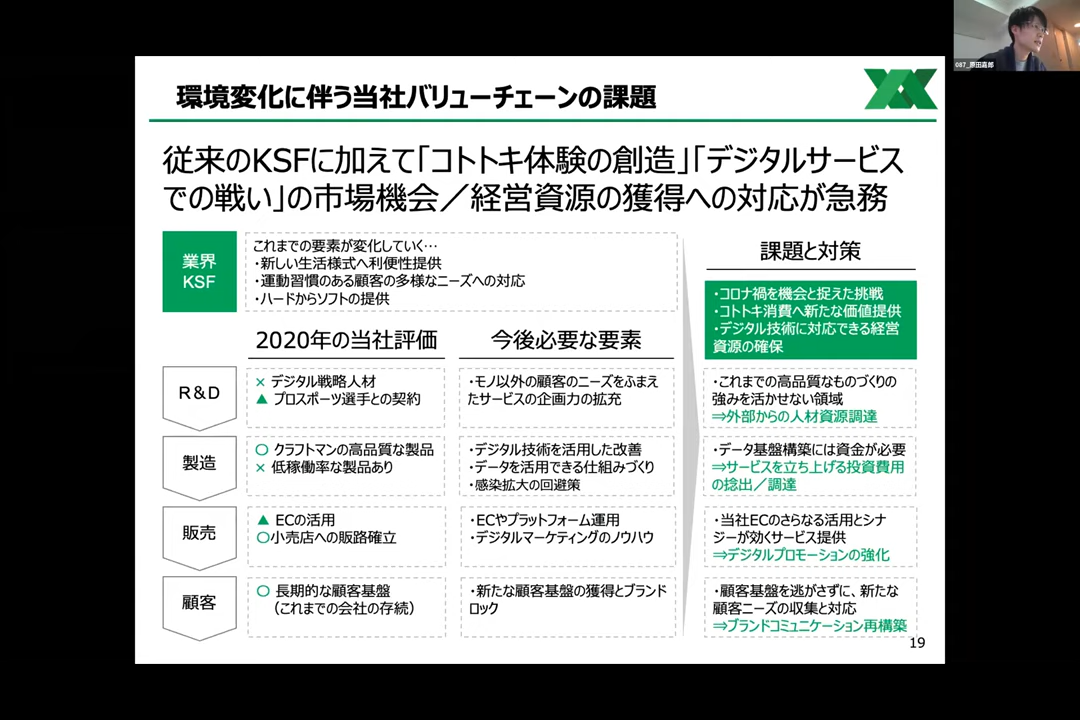 環境変化に伴う当社バリューチェーンの課題
従来のKSFに加えて「コトトキ体験の創造」「デジタルサービス
での戦い」の市場機会／経営資源の獲得への対応が急務
業界
KSF
これまでの要素が変化していく…
・新しい生活様式へ利便性提供
・運動習慣のある顧客の多様なニーズへの対応
・ハードからソフトの提供
課題と対策
・コロナ禍を機会と捉えた挑戦
・コトトキ消費へ新たな価値提供
・デジタル技術に対応できる経営
資源の確保
2020年の当社評価
今後必要な要素
R&D
× デジタル戦略人材
▲ プロスポーツ選手との契約
・モノ以外の顧客のニーズをふまえ
たサービスの企画力の拡充
・これまでの高品質なものづくりの
強みを活かせない領域
⇒外部からの人材資源調達
製造
〇 クラフトマンの高品質な製品
× 低稼働率な製品あり
・デジタル技術を活用した改善
・データを活用できる仕組みづくり
・感染拡大の回避策
・データ基盤構築には資金が必要
⇒サービスを立ち上げる投資費用
の捻出／調達
販売
▲ ECの活用
〇小売店への販路確立
・ECやプラットフォーム運用
・デジタルマーケティングのノウハウ
・当社ECのさらなる活用とシナ
ジーが効くサービス提供
⇒デジタルプロモーションの強化
顧客
〇 長期的な顧客基盤
（これまでの会社の存続）
・新たな顧客基盤の獲得とブランド
ロック
・顧客基盤を逃がさずに、新たな
顧客ニーズの収集と対応
⇒ブランドコミュニケーション再構築
19